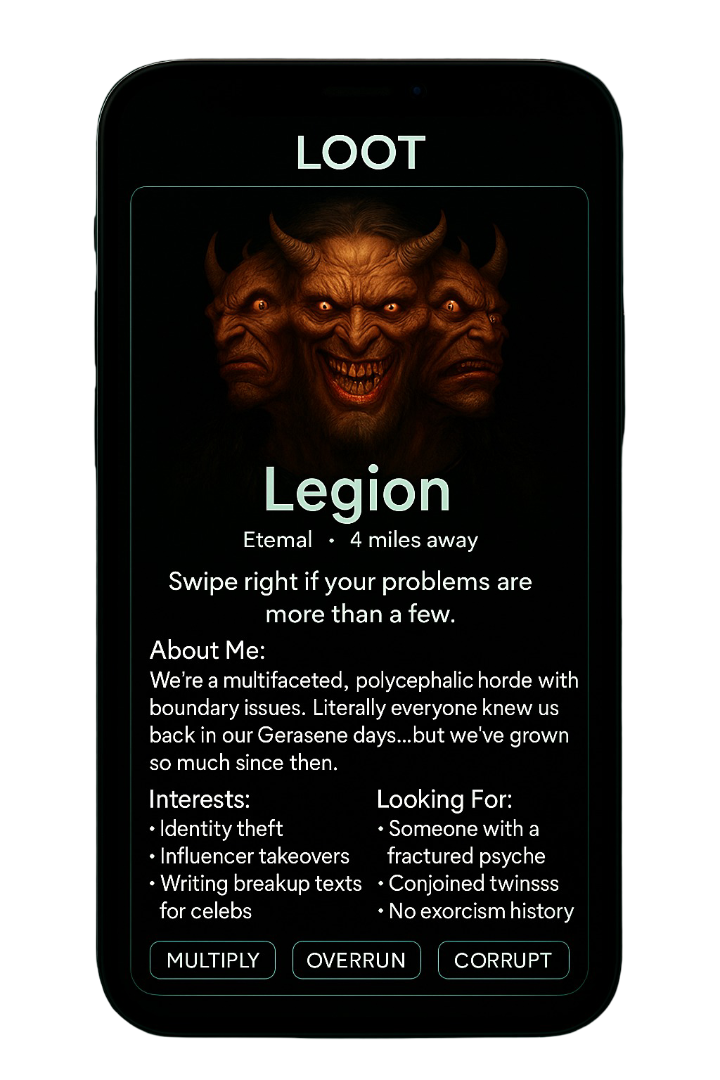 LOOT
Legion
Etemal • 4 miles away
Swipe right if your problems are
more than a few.
About Me:
We're a multifaceted, polycephalic horde with
boundary issues. Literally everyone knew us
back in our Gerasene days...but we've grown
so much since then.
Interests:
• Identity theft
• Influencer takeovers
• Writing breakup texts
for celebs
Looking For:
• Someone with a
fractured psyche
• Conjoined twinsss
• No exorcism history
MULTIPLY OVERRUN CORRUPT